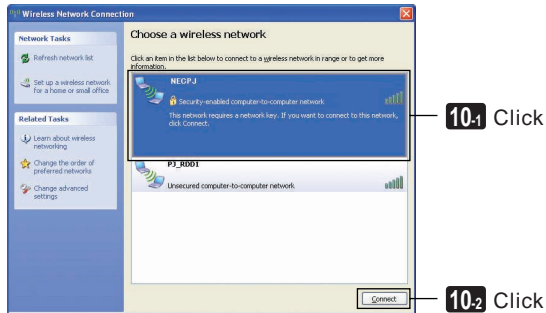 Wireless Network Connection
Network Tasks
Refresh network list
Set up a wireless network
for a home or small office
Related Tasks
Learn about wireless
networking
Change the order of
preferred networks
Change advanced
settings
Choose a wireless network
Click an item in the list below to connect to a wireless network in range or to get more
information.
NECPJ
Security-enabled computer-to-computer network
This network requires a network key. If you want to connect to this network,
click Connect.
PJ_RDD1
Unsecured computer-to-computer network
Connect
10-1 Click
10-2 Click